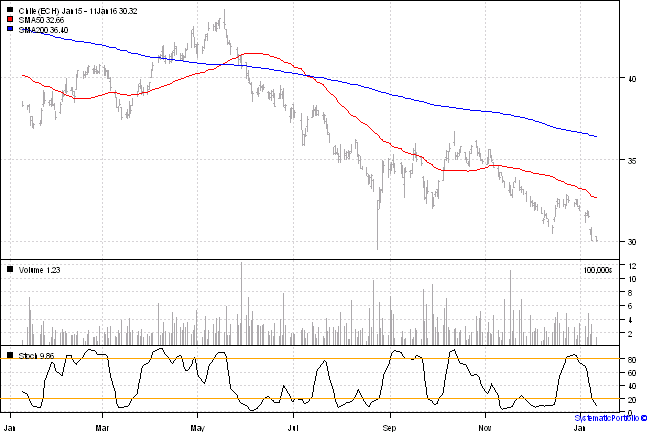 Chile (ECH) Jan 15 - 11Jan16 30.32
SMA50 32.66
SMA200 36.40
40
35
30
Volume 1.23
100,000s
12
10
8
6
4
2
Stoch 9.86
80
60
40
20
0
Jan Mar May Jul Sep Nov Jan
SystematicPortfolio ©